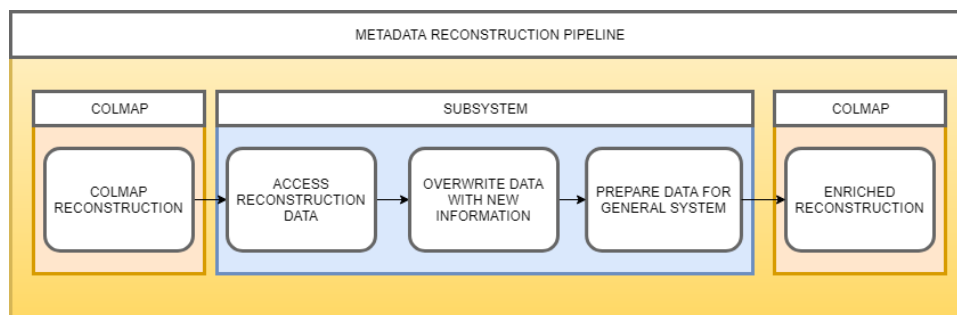 METADATA RECONSTRUCTION PIPELINE
COLMAP
SUBSYSTEM
COLMAP
COLMAP
RECONSTRUCTION
ACCESS
RECONSTRUCTION
DATA
OVERWRITE DATA
WITH NEW
INFORMATION
PREPARE DATA FOR
GENERAL SYSTEM
ENRICHED
RECONSTRUCTION